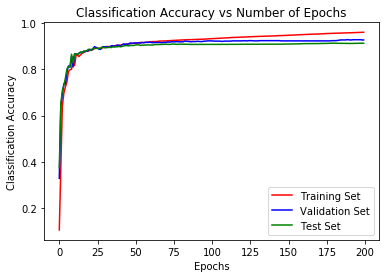 Classification Accuracy vs Number of Epochs
Classification Accuracy
1.0
0.8
0.6
0.4
0.2
0 25 50 75 100 125 150 175 200
Epochs
Training Set
Validation Set
Test Set